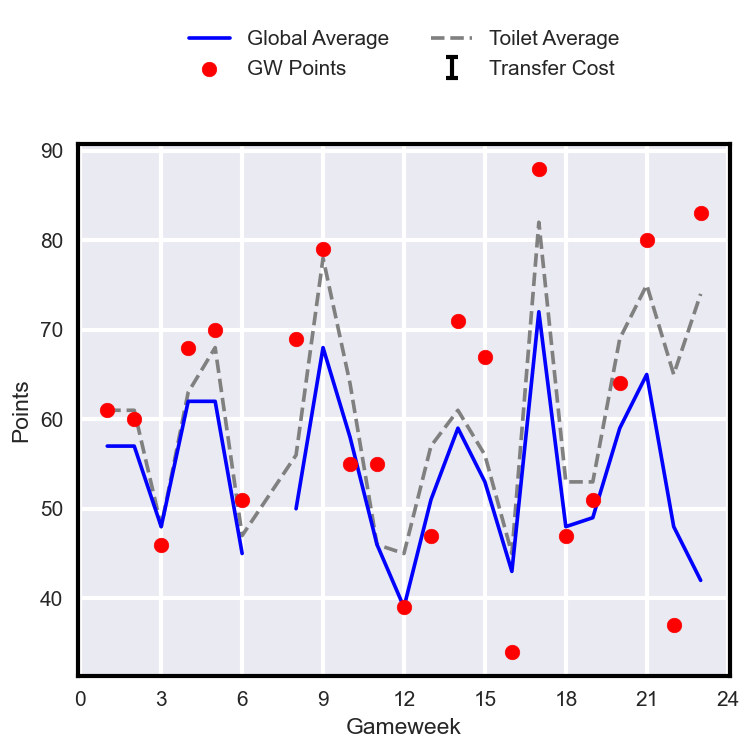 Global Average
Toilet Average
GW Points
Transfer Cost
90
80
70
60
50
40
Points
0 3 6 9 12 15 18 21 24
Gameweek